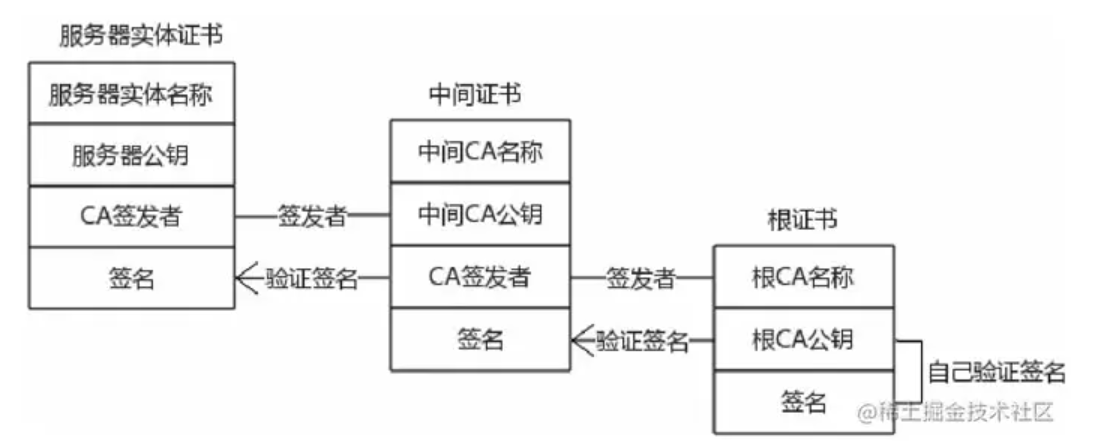 服务器实体证书
服务器实体名称
服务器公钥
CA签发者
签名
签发者
验证签名
中间证书
中间CA名称
中间CA公钥
CA签发者
签名
签发者
验证签名
根证书
根CA名称
根CA公钥
签名
自己验证签名
@稀土掘金技术社区